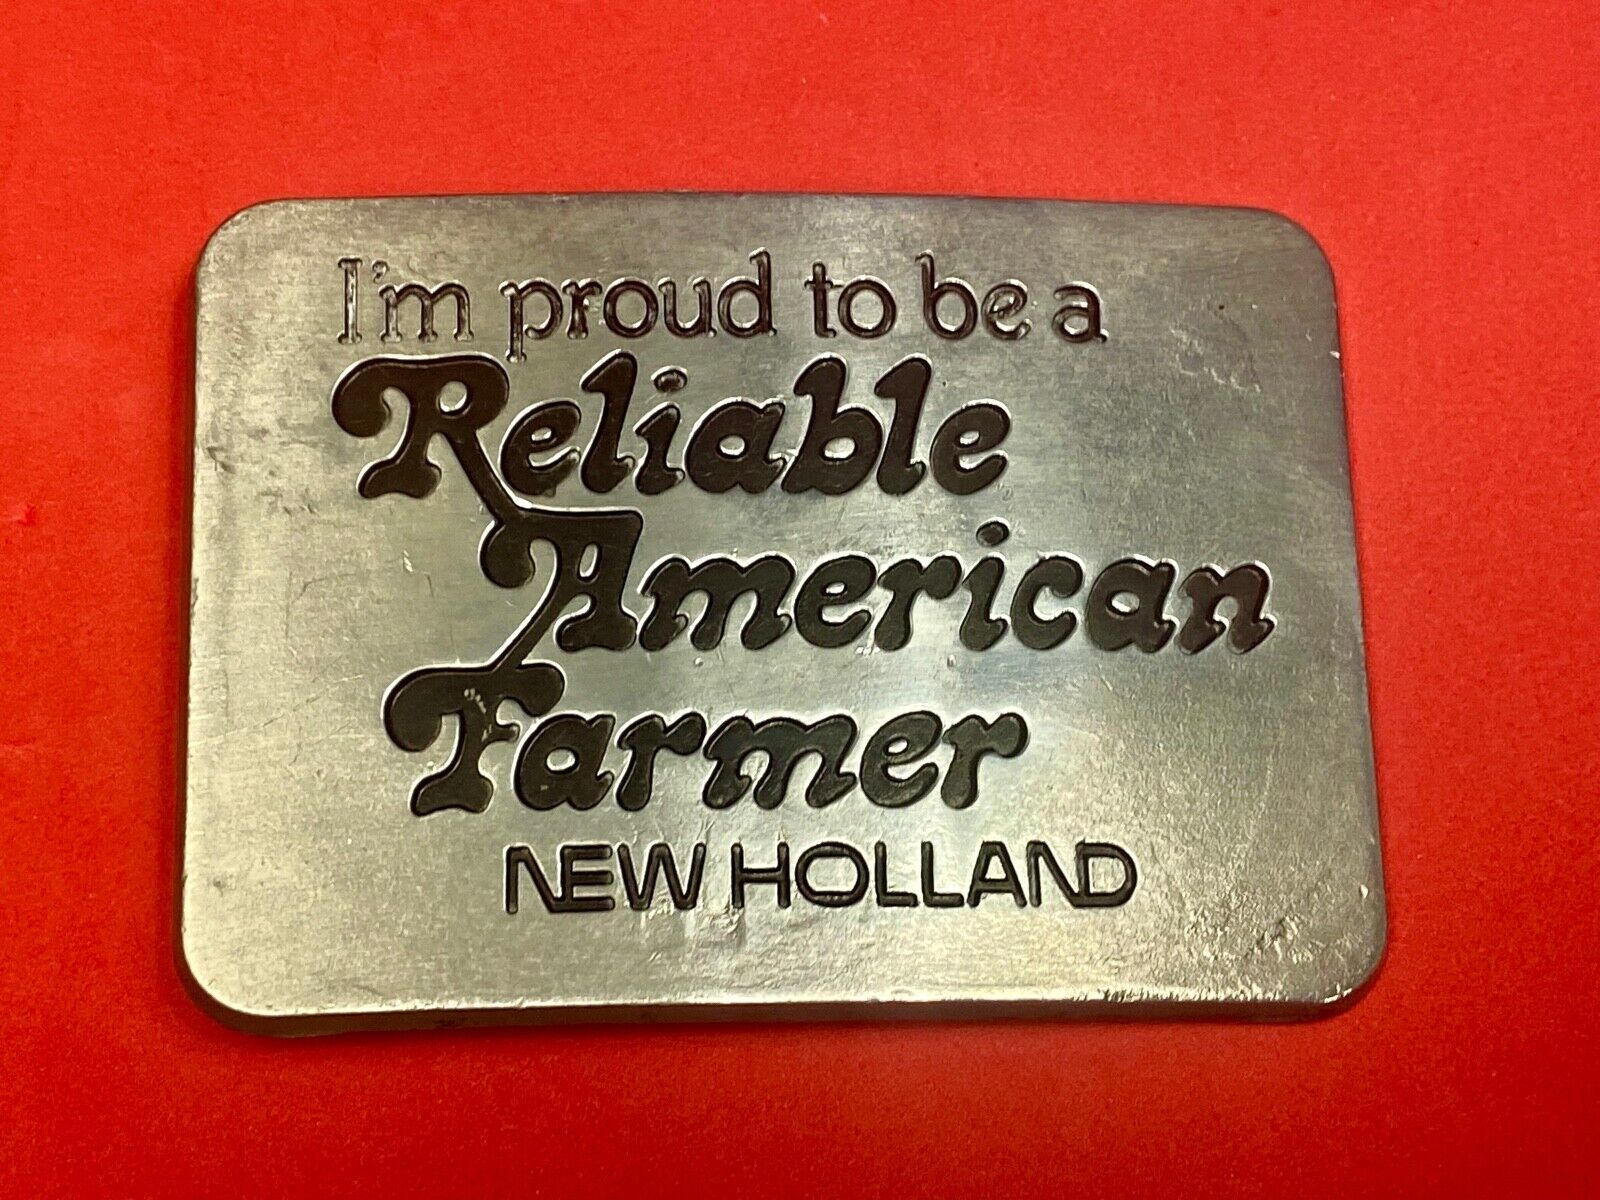 I'm proud to be a
Reliable
American
Farmer
NEW HOLLAND